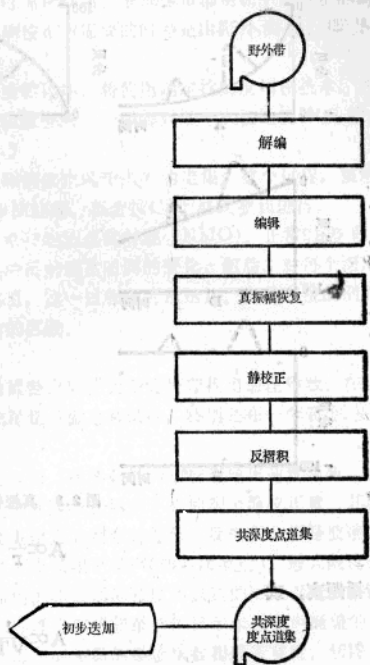 野外带
解编
编辑
真振幅恢复
静校正
反褶积
共深度点道集
初步迭加
共深度
度点道集